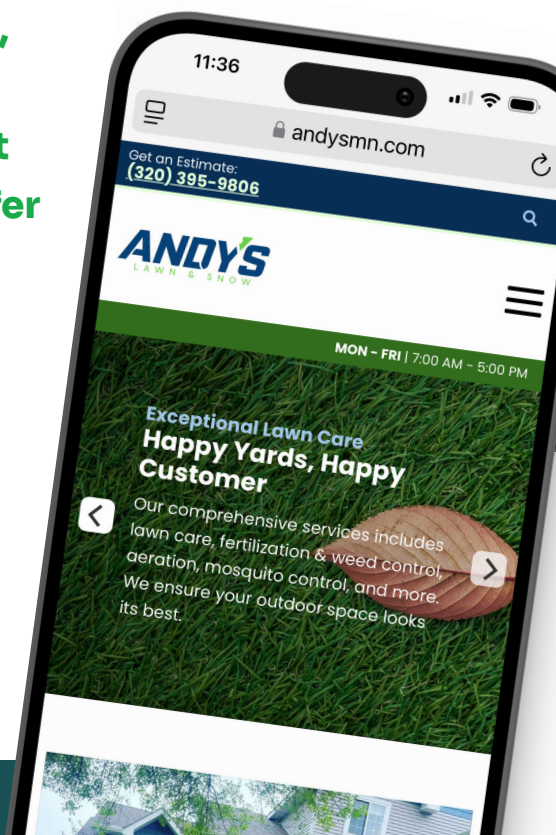 11:36
andysmn.com
Get an Estimate:
(320) 395-9806
ANDY'S
LAWN & SNOW
MON - FRI | 7:00 AM - 5:00 PM
Exceptional Lawn Care
Happy Yards, Happy
Customer
Our comprehensive services includes
lawn care, fertilization & weed control,
aeration, mosquito control, and more.
We ensure your outdoor space looks
its best.